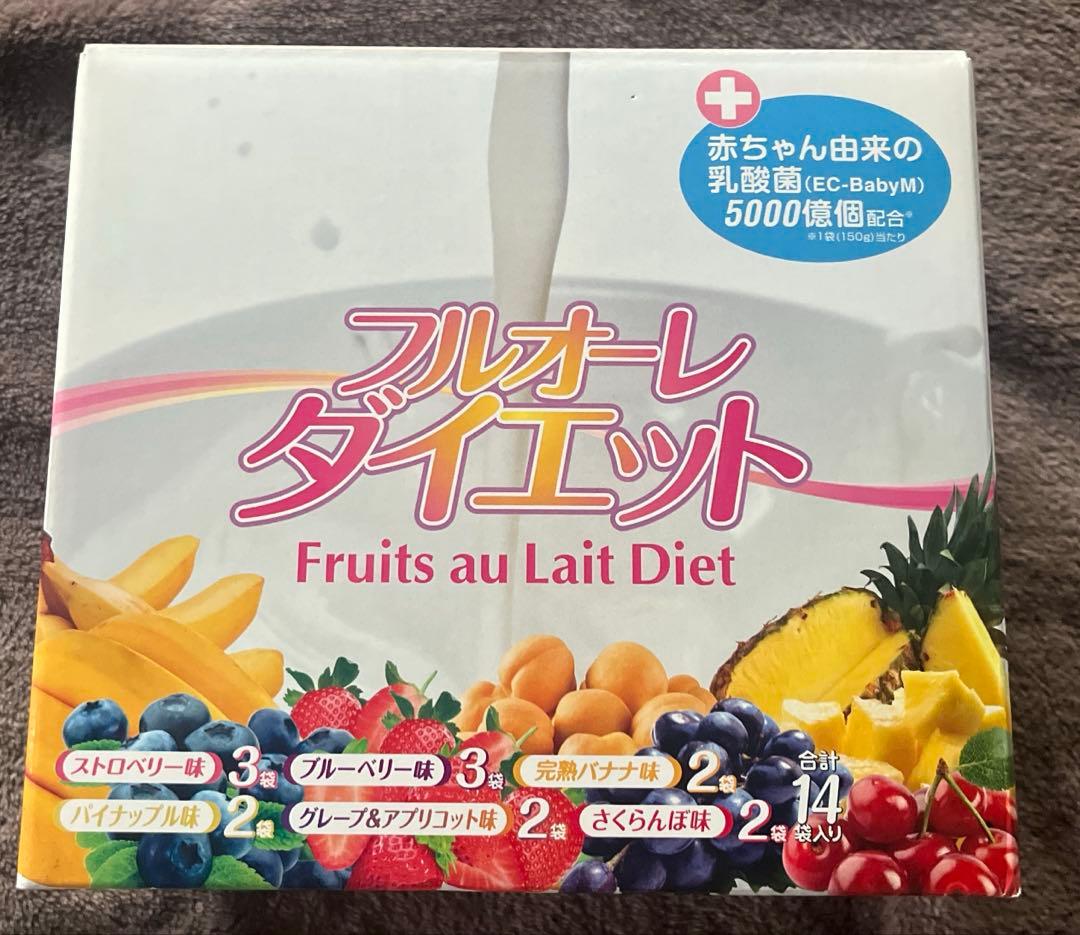 赤ちゃん由来の
乳酸菌(EC-BabyM)
5000億個配合※
※1袋(150g)当たり
フルオーレ
ダイエット
Fruits au Lait Diet
ストロベリー味 3袋 ブルーベリー味 3袋 完熟バナナ味 2袋
パイナップル味 2袋 グレープ&アプリコット味 2袋 さくらんぼ味 2袋
合計
14
袋入り